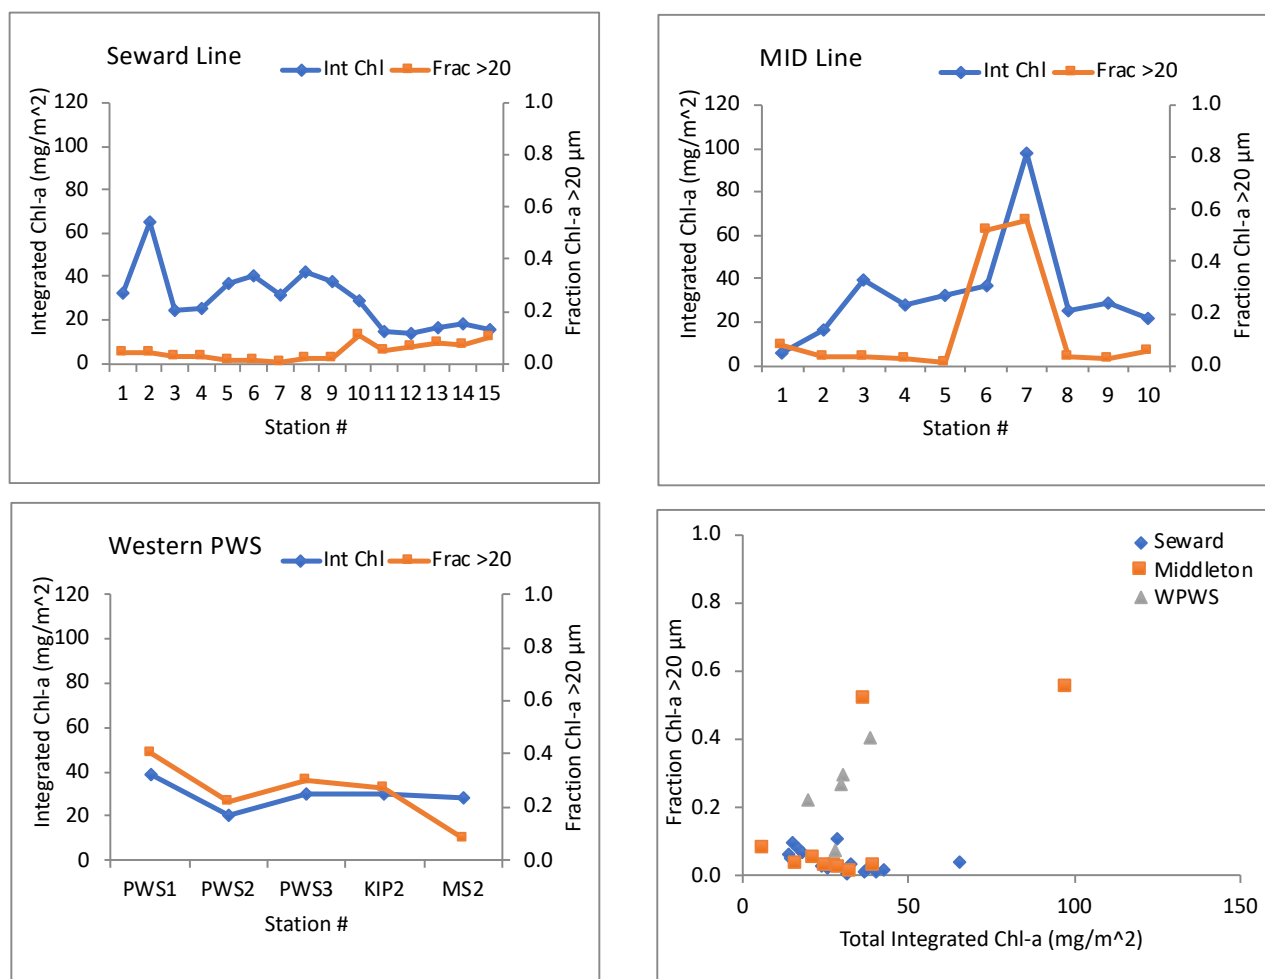 Seward Line
Int Chl Frac >20
Integrated Chl-a (mg/m^2)
120
100
80
60
40
20
0
1.0
0.8
0.6
0.4
0.2
0.0
Fraction Chl-a >20 µm
1 2 3 4 5 6 7 8 9 10 11 12 13 14 15
Station #
MID Line
Int Chl Frac >20
Integrated Chl-a (mg/m^2)
120
100
80
60
40
20
0
1.0
0.8
0.6
0.4
0.2
0.0
Fraction Chl-a >20 µm
1 2 3 4 5 6 7 8 9 10
Station #
Western PWS
Int Chl Frac >20
Integrated Chl-a (mg/m^2)
120
100
80
60
40
20
0
1.0
0.8
0.6
0.4
0.2
0.0
Fraction Chl-a >20 µm
PWS1 PWS2 PWS3 KIP2 MS2
Station #
Seward
Middleton
WPWS
Fraction Chl-a >20 µm
1.0
0.8
0.6
0.4
0.2
0.0
0 50 100 150
Total Integrated Chl-a (mg/m^2)